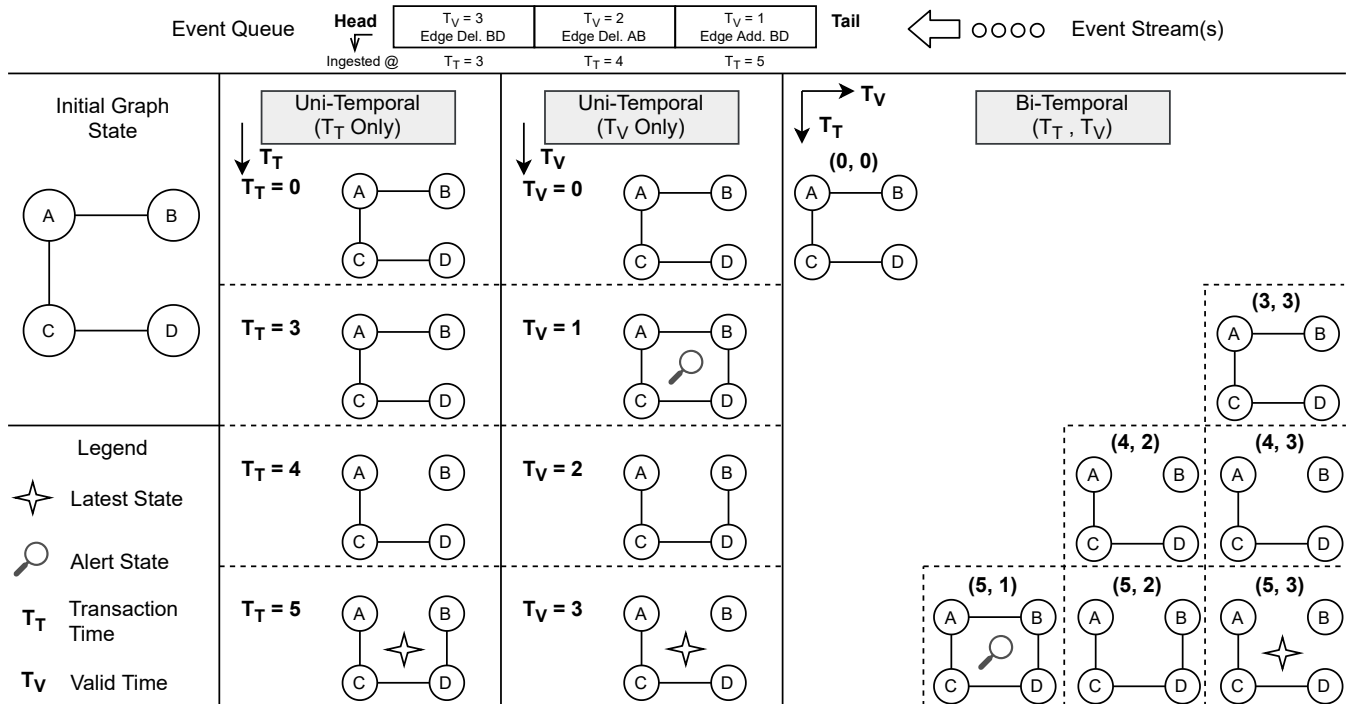 Event Queue
Head
T_V = 3
Edge Del. BD
T_V = 2
Edge Del. AB
T_V = 1
Edge Add. BD
Tail
Event Stream(s)
Ingested @
T_T = 3
T_T = 4
T_T = 5
Initial Graph
State
A
B
C
D
Legend
Latest State
Alert State
T_T Transaction
Time
T_V Valid Time
Uni-Temporal
(T_T Only)
T_T
T_T = 0
A
B
C
D
T_T = 3
A
B
C
D
T_T = 4
A
B
C
D
T_T = 5
A
B
C
D
Uni-Temporal
(T_V Only)
T_V
T_V = 0
A
B
C
D
T_V = 1
A
B
C
D
T_V = 2
A
B
C
D
T_V = 3
A
B
C
D
T_V
T_T
Bi-Temporal
(T_T , T_V)
(0, 0)
A
B
C
D
(3, 3)
A
B
C
D
(4, 2)
A
B
C
D
(4, 3)
A
B
C
D
(5, 1)
A
B
C
D
(5, 2)
A
B
C
D
(5, 3)
A
B
C
D